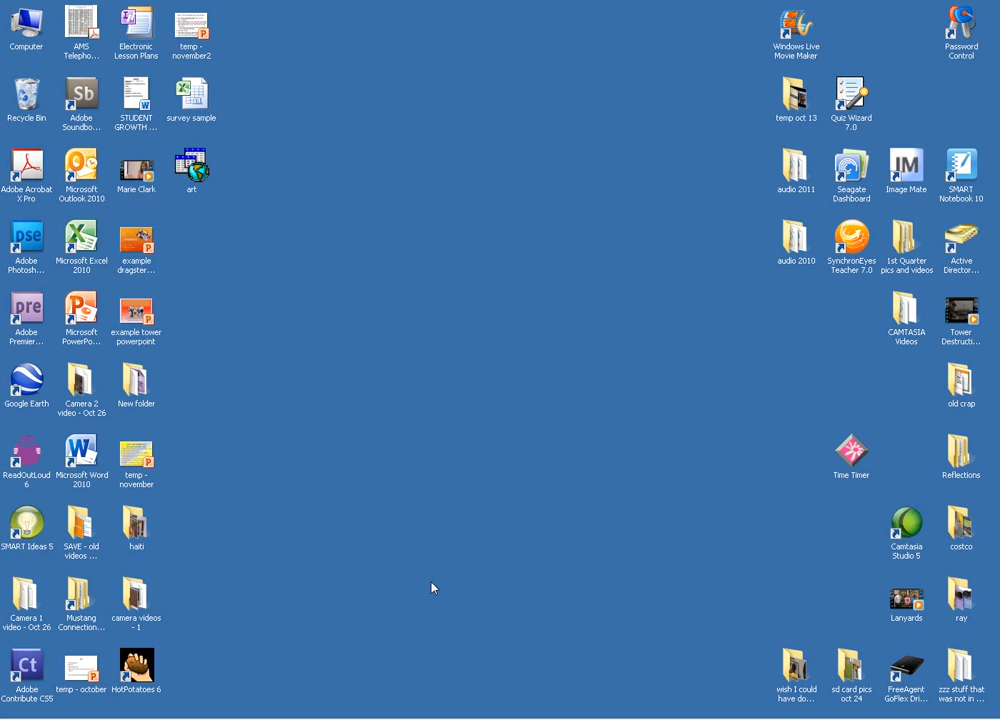 Computer
AMS
Telepho...
Electronic
Lesson Plans
temp -
november2
Windows Live
Movie Maker
Password
Control
Recycle Bin
Adobe
Soundbo...
STUDENT
GROWTH ...
survey sample
temp oct 13
Quiz Wizard
7.0
Adobe Acrobat
X Pro
Microsoft
Outlook 2010
Marie Clark
art
audio 2011
Seagate
Dashboard
Image Mate
SMART
Notebook 10
Adobe
Photosh...
Microsoft Excel
2010
example
dragster...
audio 2010
SynchronEyes
Teacher 7.0
1st Quarter
pics and videos
Active
Director...
Adobe
Premier...
Microsoft
PowerPo...
example tower
powerpoint
CAMTASIA
Videos
Tower
Destructi...
Google Earth
Camera 2
video - Oct 26
New folder
old crap
ReadOutLoud
6
Microsoft Word
2010
temp -
november
Time Timer
Reflections
SMART Ideas 5
SAVE - old
videos ...
haiti
Camtasia
Studio 5
costco
Camera 1
video - Oct 26
Mustang
Connection...
camera videos
- 1
Lanyards
ray
Adobe
Contribute CS5
temp - october
HotPotatoes 6
wish I could
have do...
sd card pics
oct 24
FreeAgent
GoFlex Dri...
zzz stuff that
was not in ...
Sb
IM
pse
pre
Ct